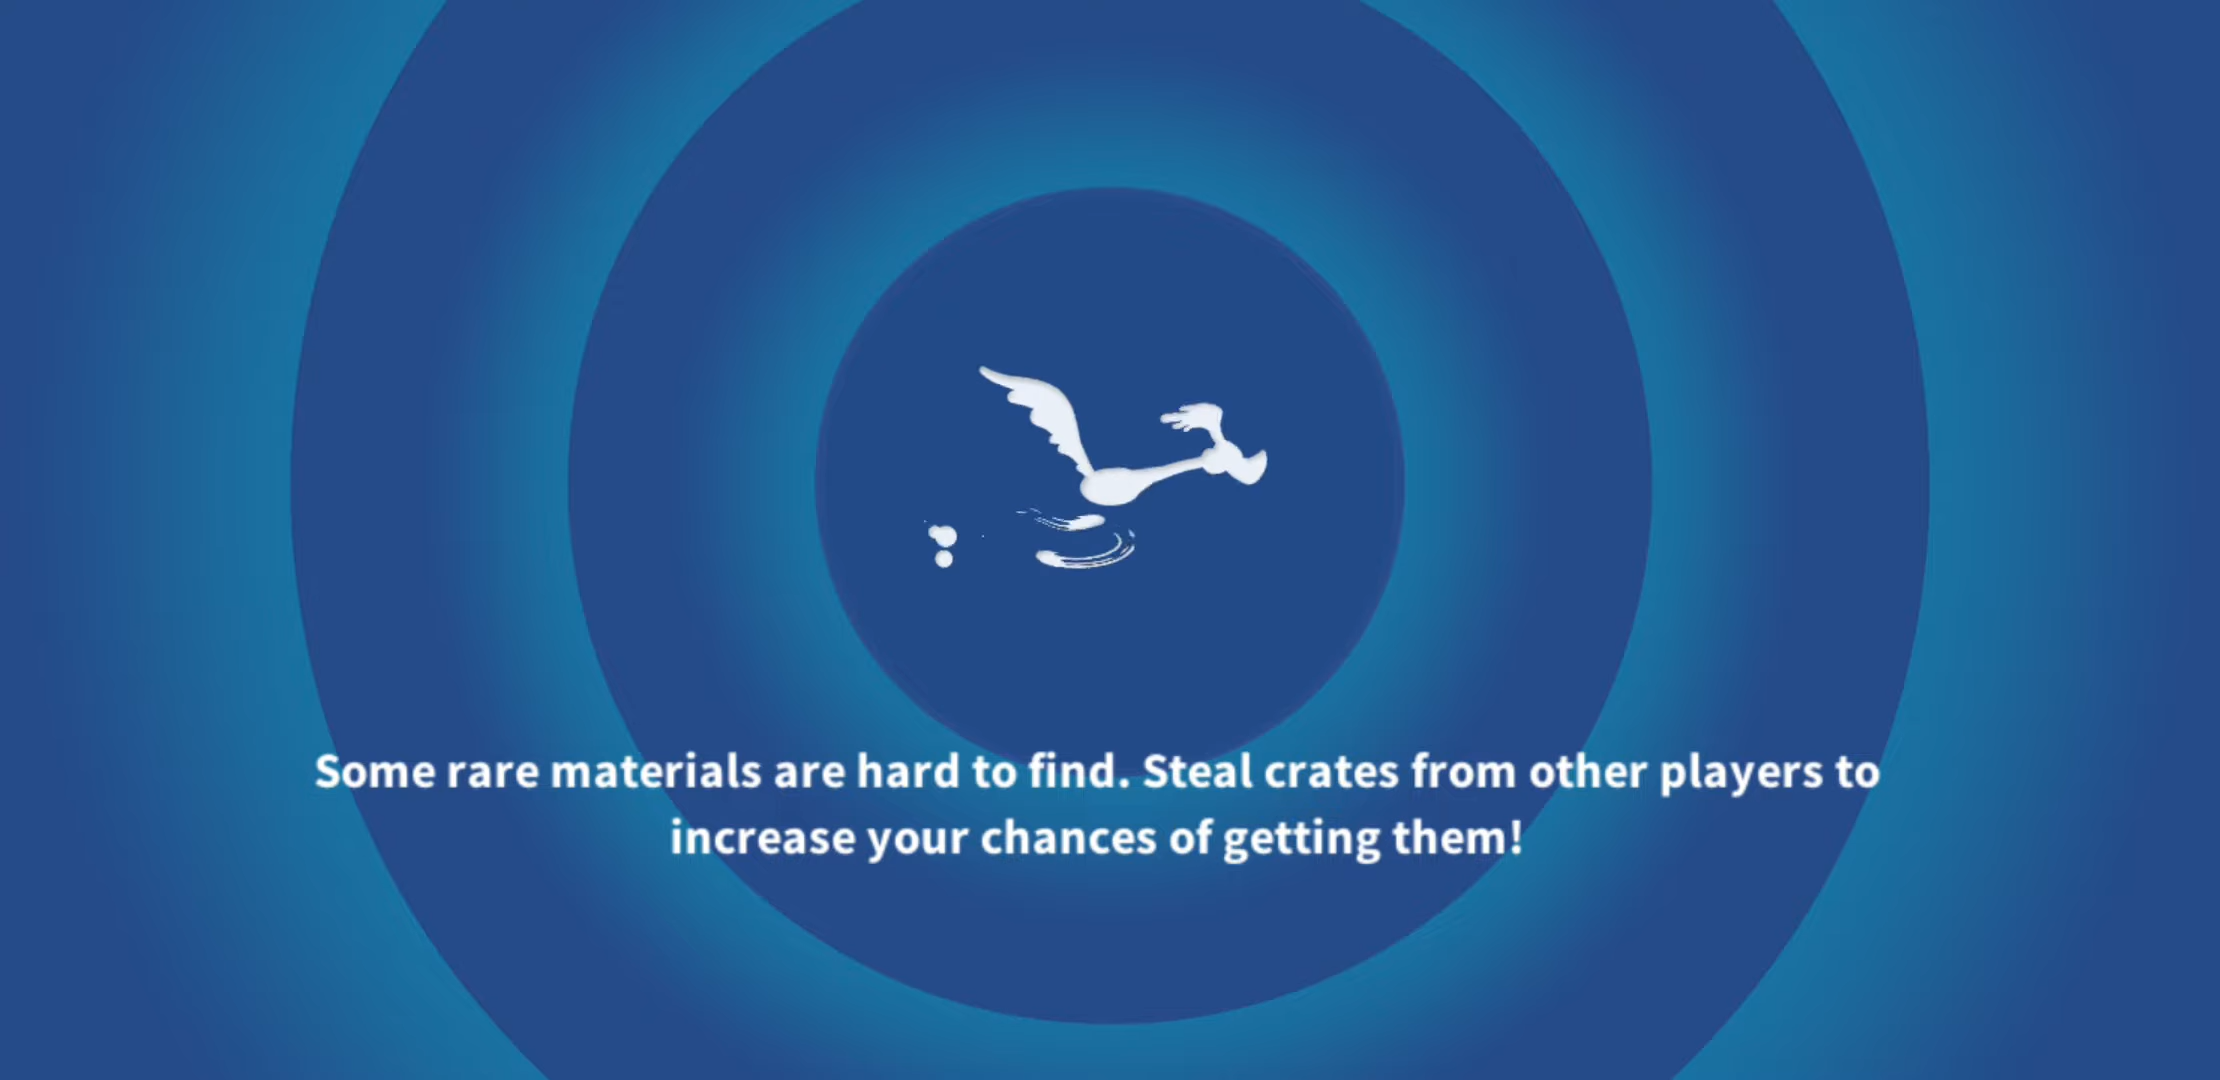 Some rare materials are hard to find. Steal crates from other players to
increase your chances of getting them!